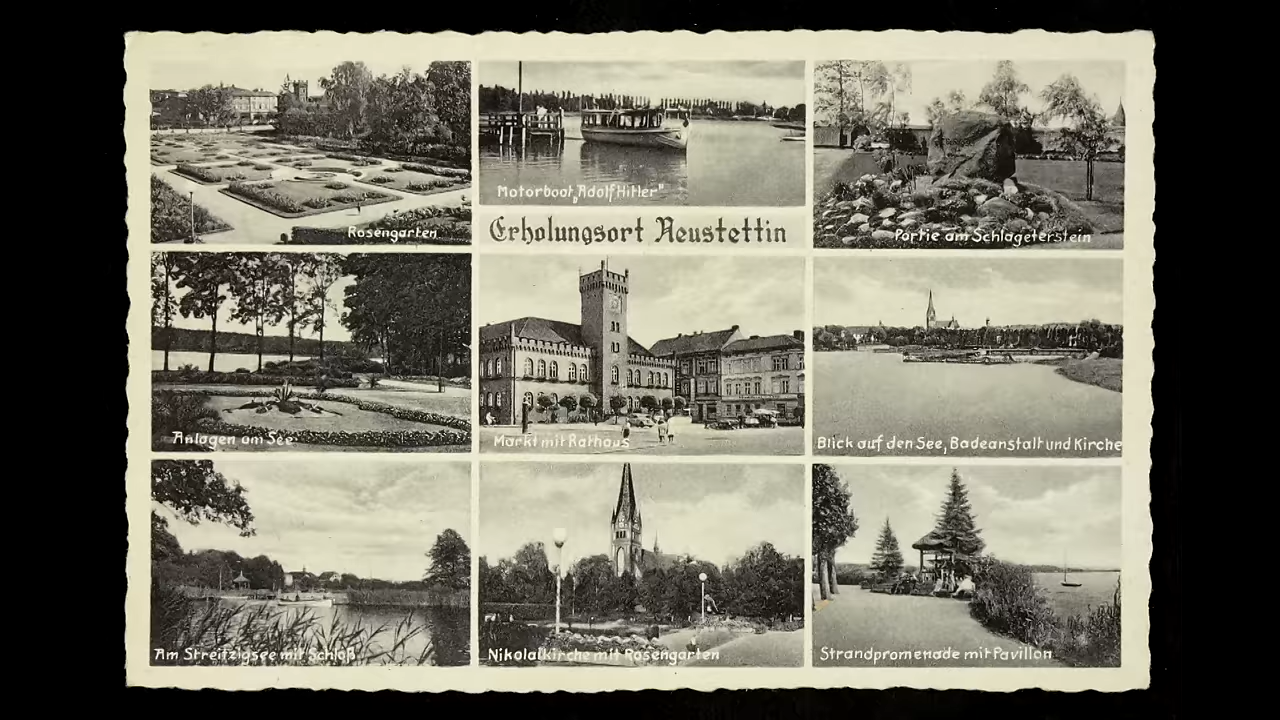 Rosengarten
Motorboot „Adolf Hitler"
Portie am Schlageterstein
Erholungsort Neustettin
Anlagen am See
Markt mit Rathaus
Blick auf den See, Badeanstalt und Kirche
Am Streitzigsee mit Schloß
Nikolaikirche mit Rosengarten
Strandpromenade mit Pavillon